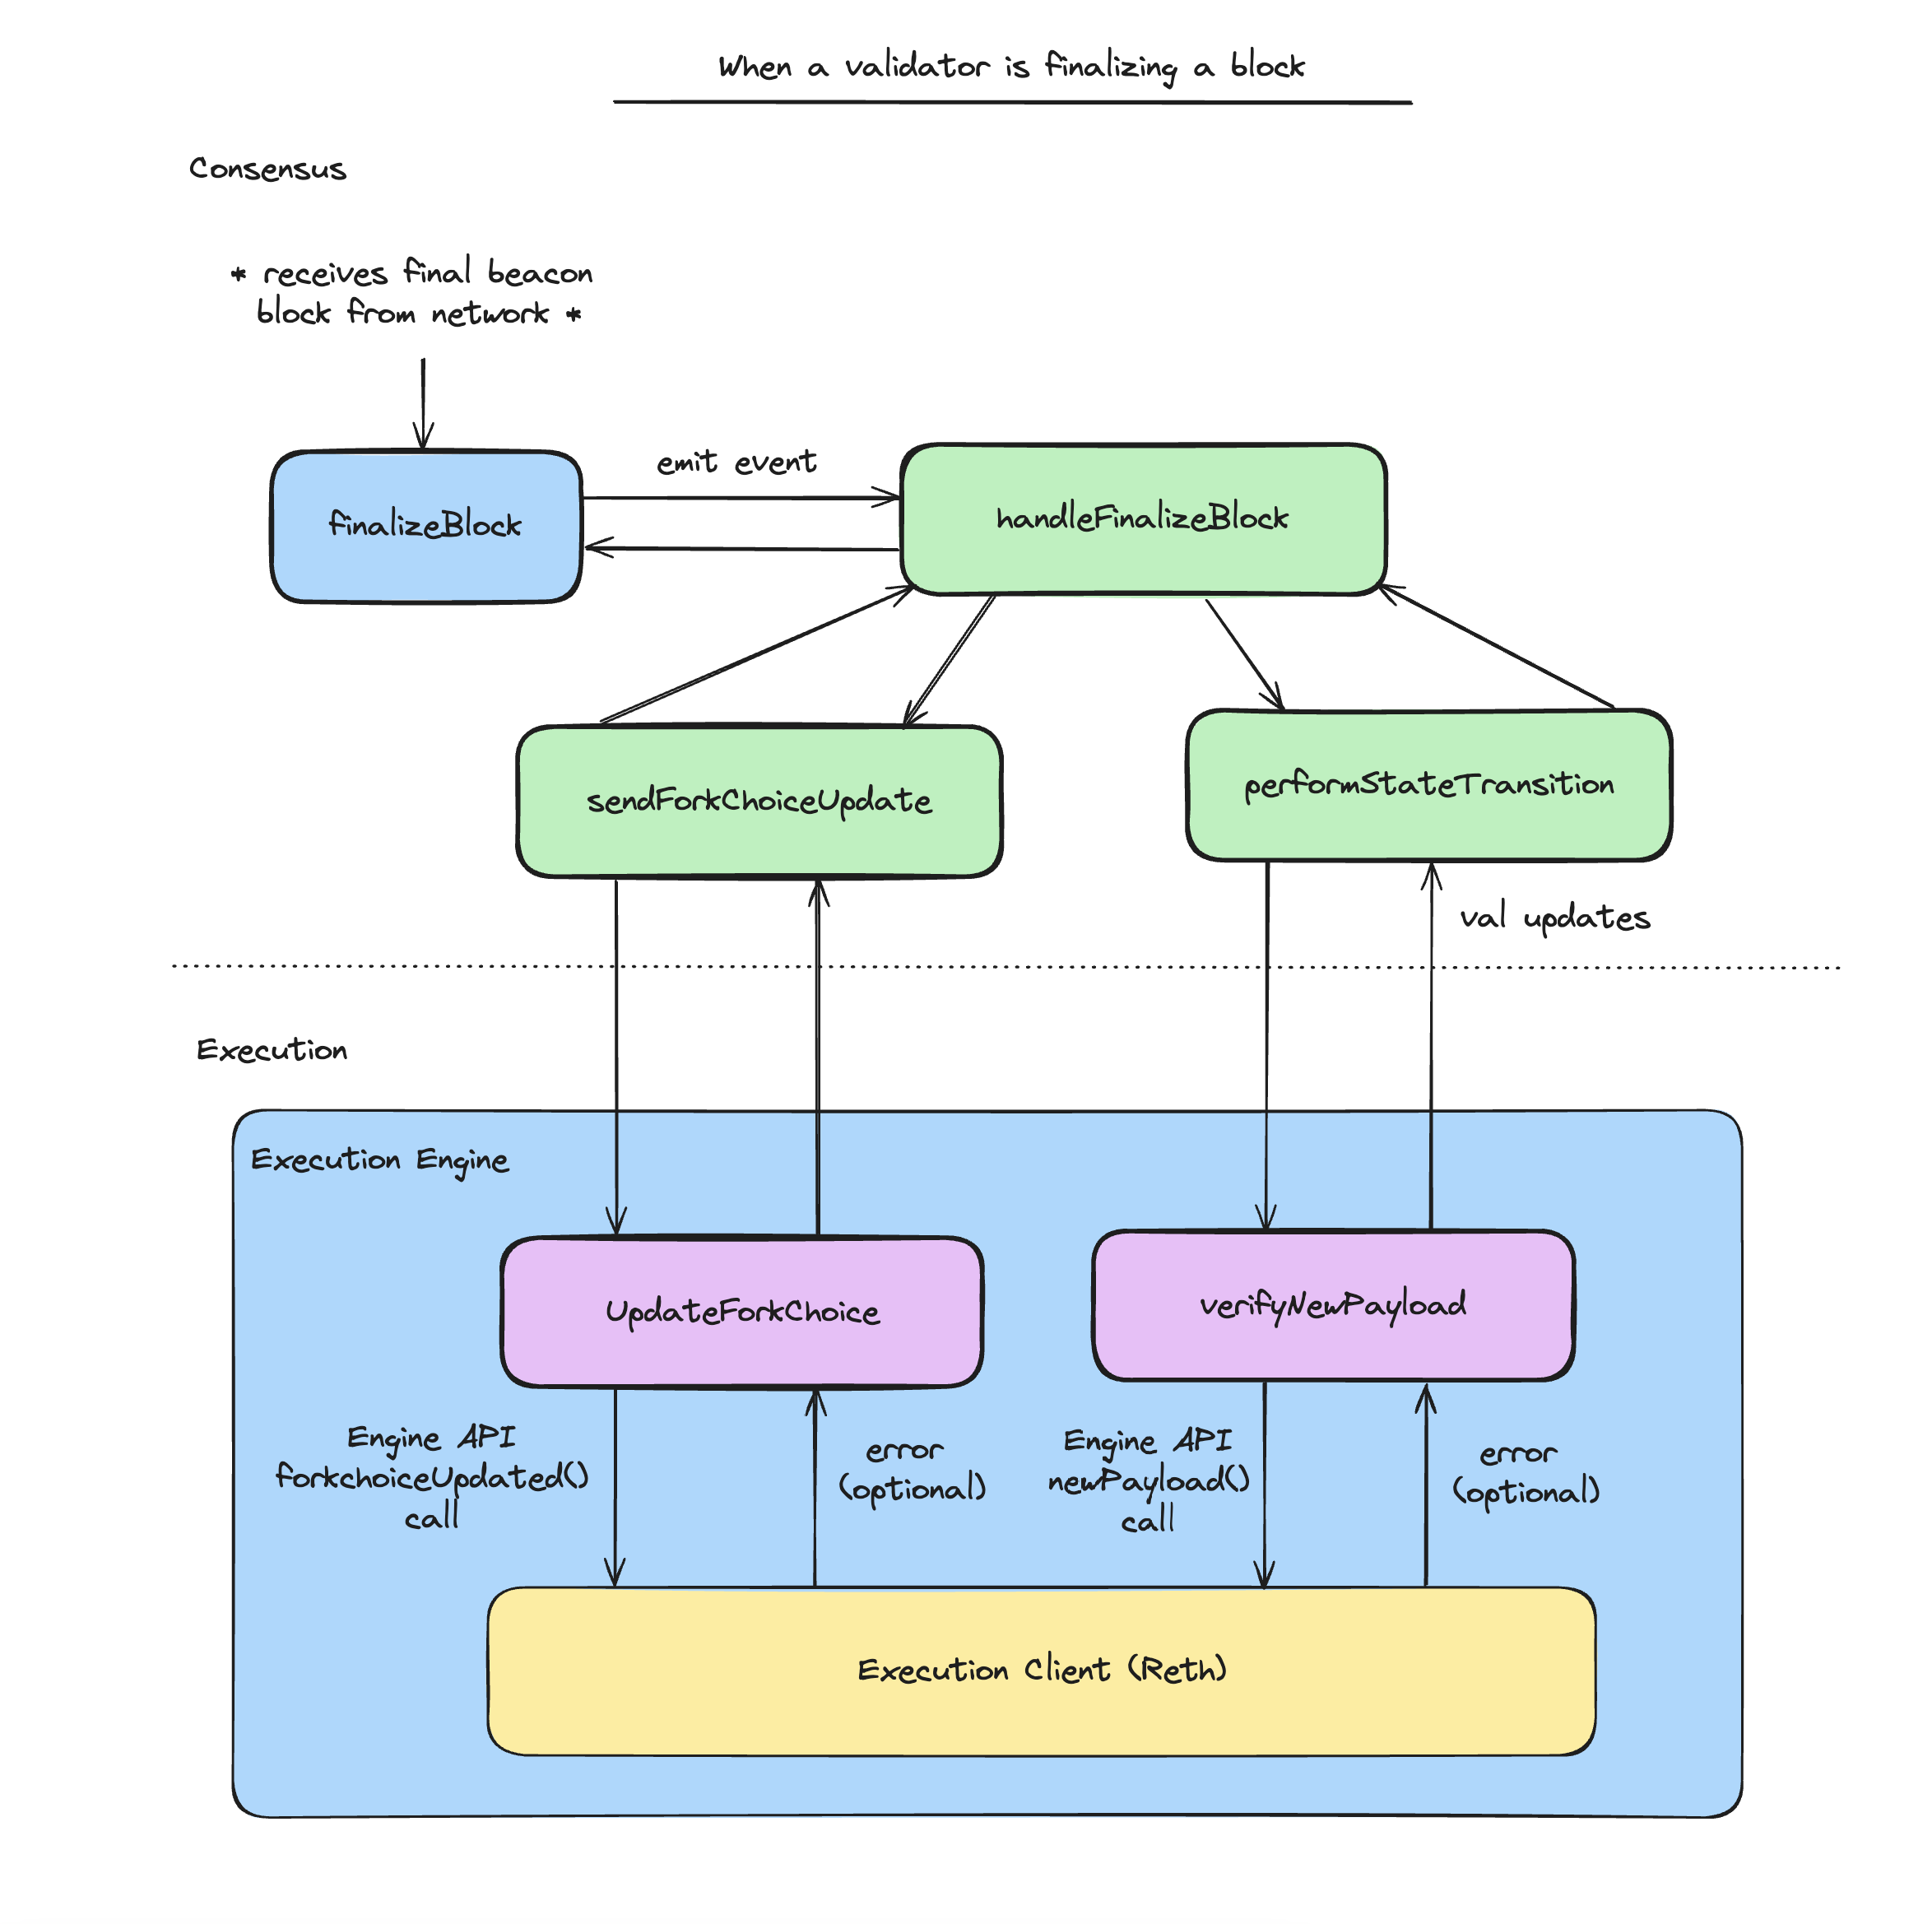 When a validator is finalizing a block
Consensus
* receives final beacon
block from network *
emit event
finalizeBlock
handleFinalizeBlock
sendForkChoiceUpdate
performStateTransition
val updates
Execution
Execution Engine
UpdateForkChoice
verifyNewPayload
Engine API
forkchoiceUpdated()
call
error
(optional)
Engine API
newPayload()
call
error
(optional)
Execution Client (Reth)